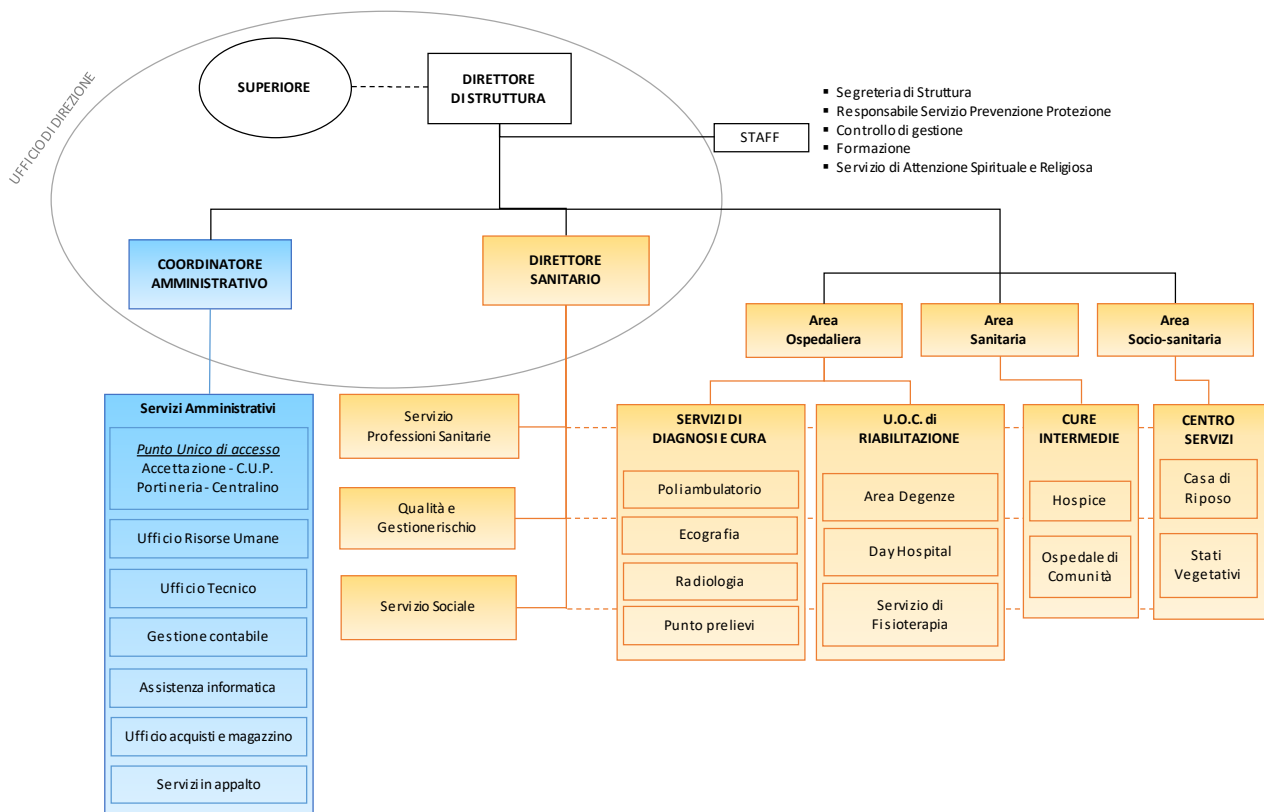 UFFICIO DI DIREZIONE
SUPERIORE
DIRETTORE
DI STRUTTURA
STAFF
▪ Segreteria di Struttura
▪ Responsabile Servizio Prevenzione Protezione
▪ Controllo di gestione
▪ Formazione
▪ Servizio di Attenzione Spirituale e Religiosa
COORDINATORE
AMMINISTRATIVO
DIRETTORE
SANITARIO
Area
Ospedaliera
Area
Sanitaria
Area
Socio-sanitaria
Servizi Amministrativi
Punto Unico di accesso
Accettazione - C.U.P.
Portineria - Centralino
Ufficio Risorse Umane
Ufficio Tecnico
Gestione contabile
Assistenza informatica
Ufficio acquisti e magazzino
Servizi in appalto
Servizio
Professioni Sanitarie
Qualità e
Gestione rischio
Servizio Sociale
SERVIZI DI
DIAGNOSI E CURA
Poliambulatorio
Ecografia
Radiologia
Punto prelievi
U.O.C. di
RIABILITAZIONE
Area Degenze
Day Hospital
Servizio di
Fisioterapia
CURE
INTERMEDIE
Hospice
Ospedale di
Comunità
CENTRO
SERVIZI
Casa di
Riposo
Stati
Vegetativi